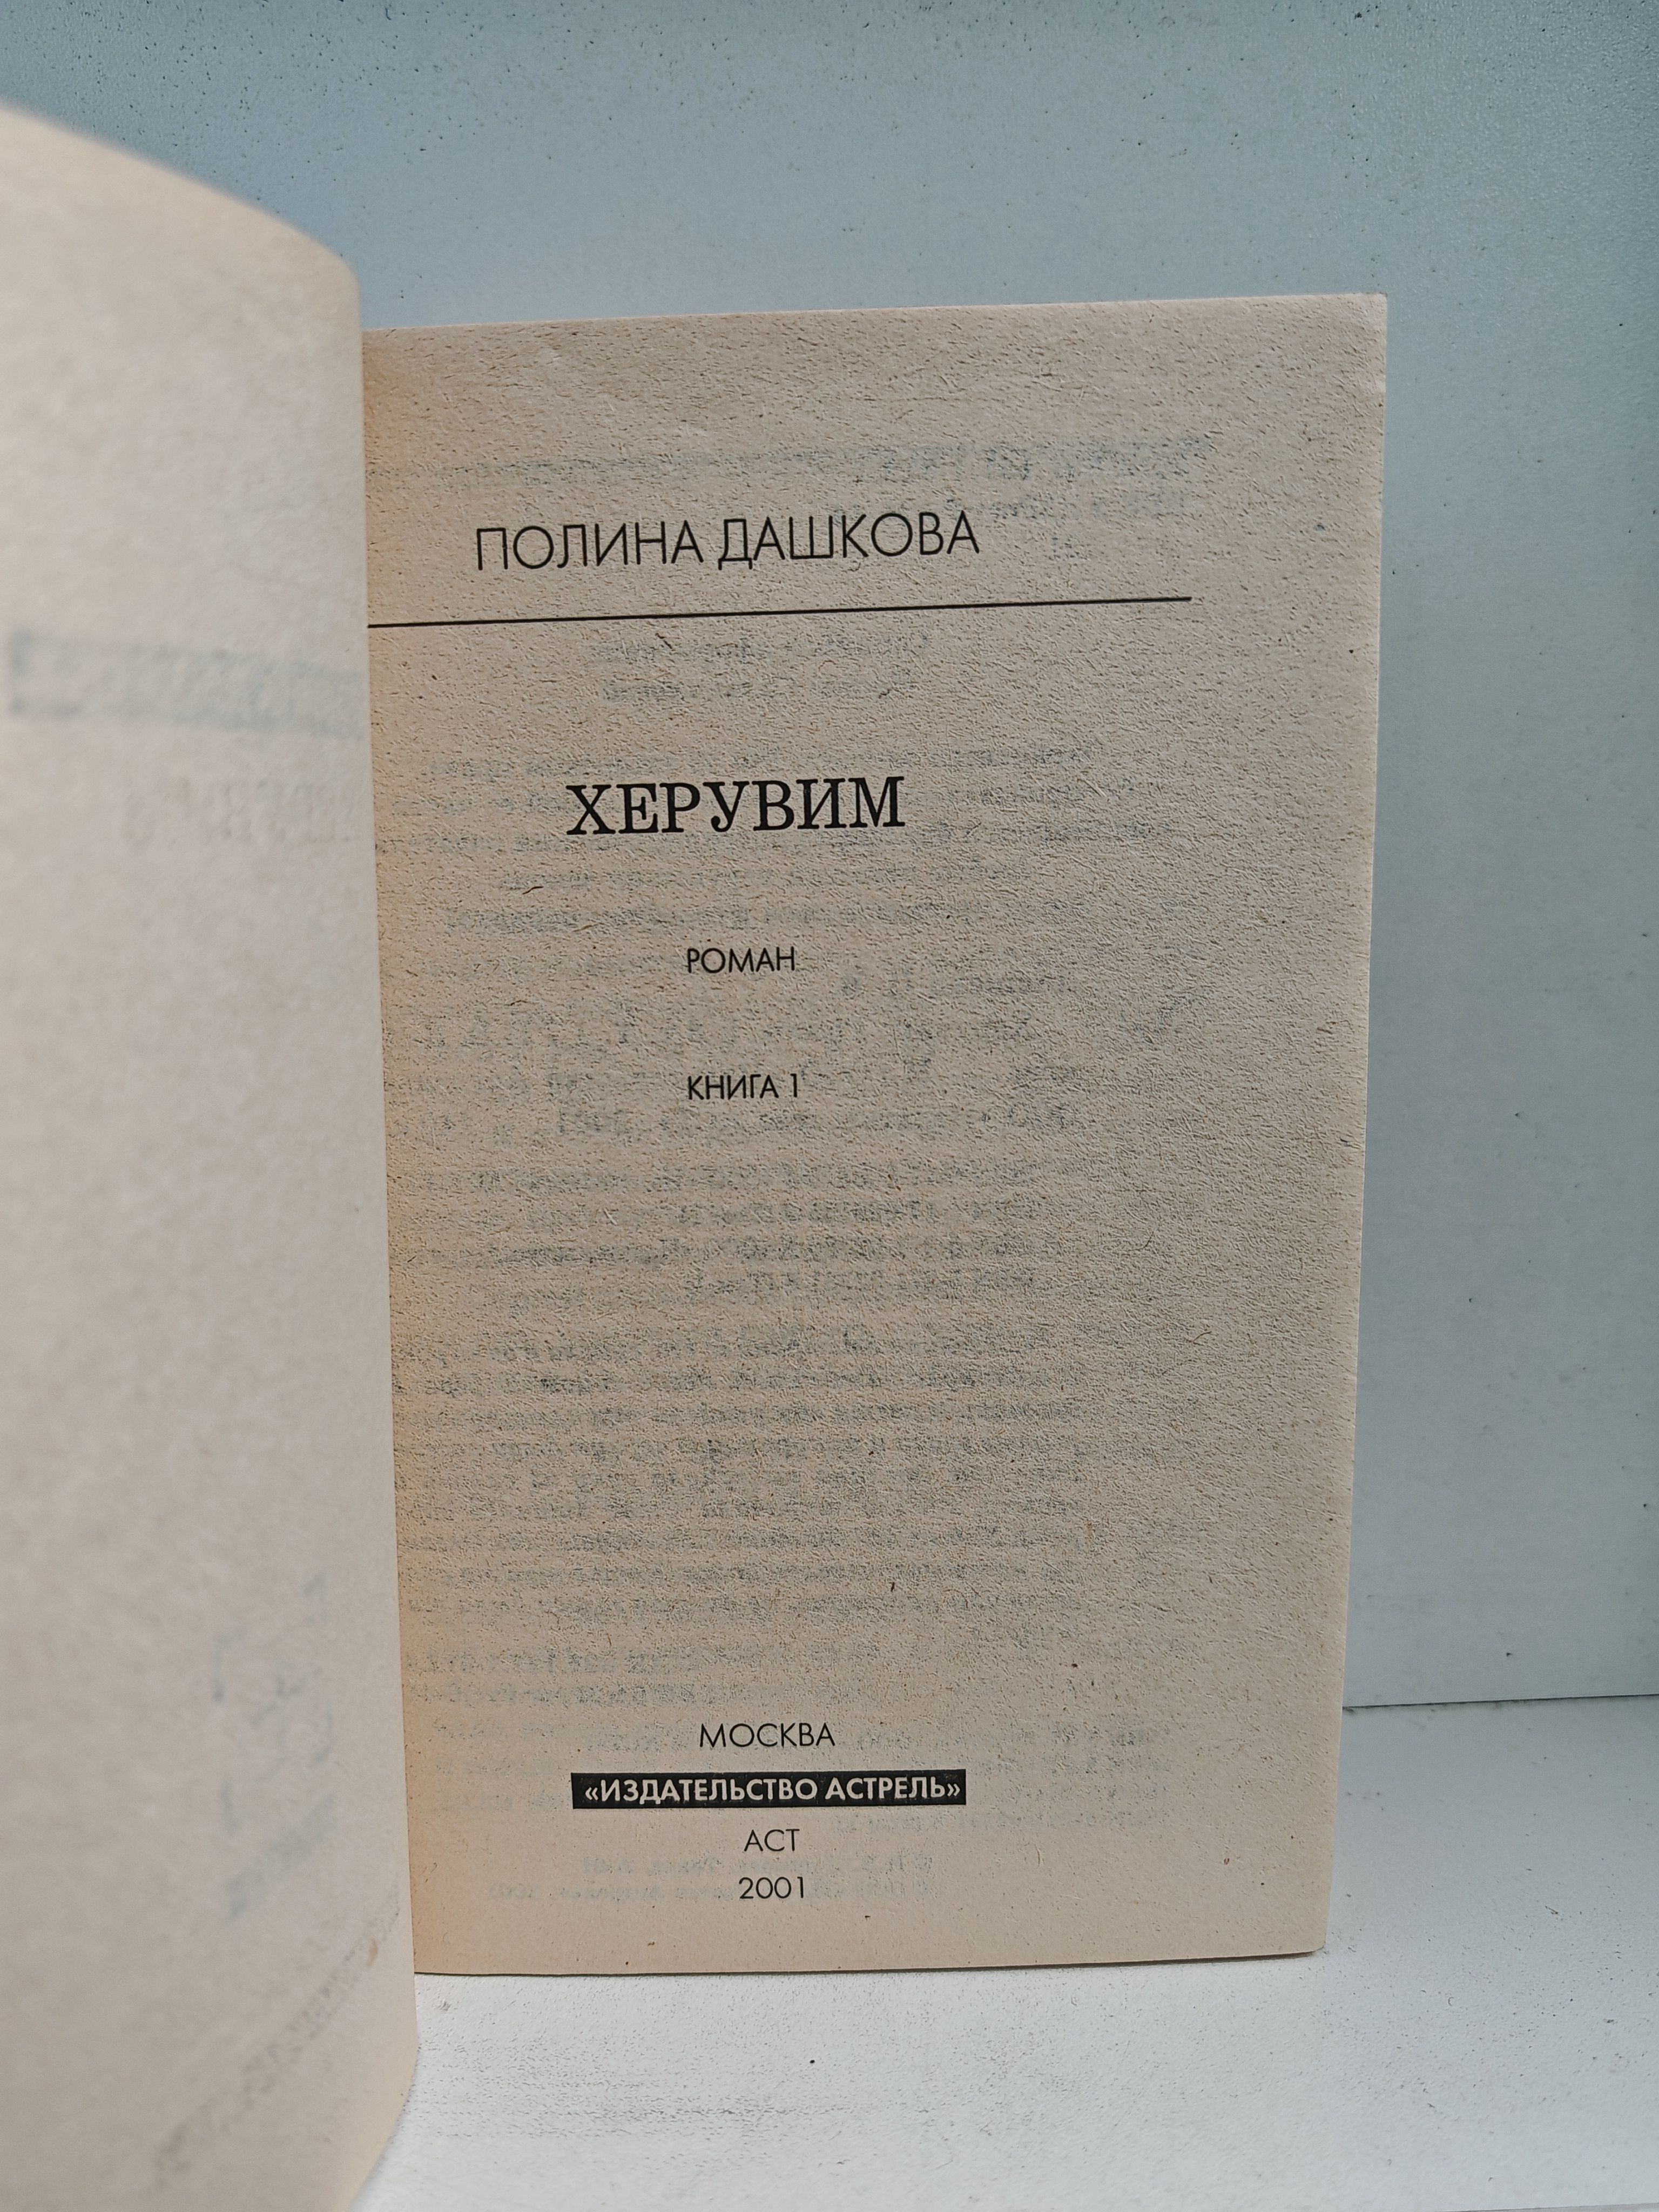 ПОЛИНА ДАШКОВА
ХЕРУВИМ
РОМАН
КНИГА 1
МОСКВА
«ИЗДАТЕЛЬСТВО АСТРЕЛЬ»
АСТ
2001